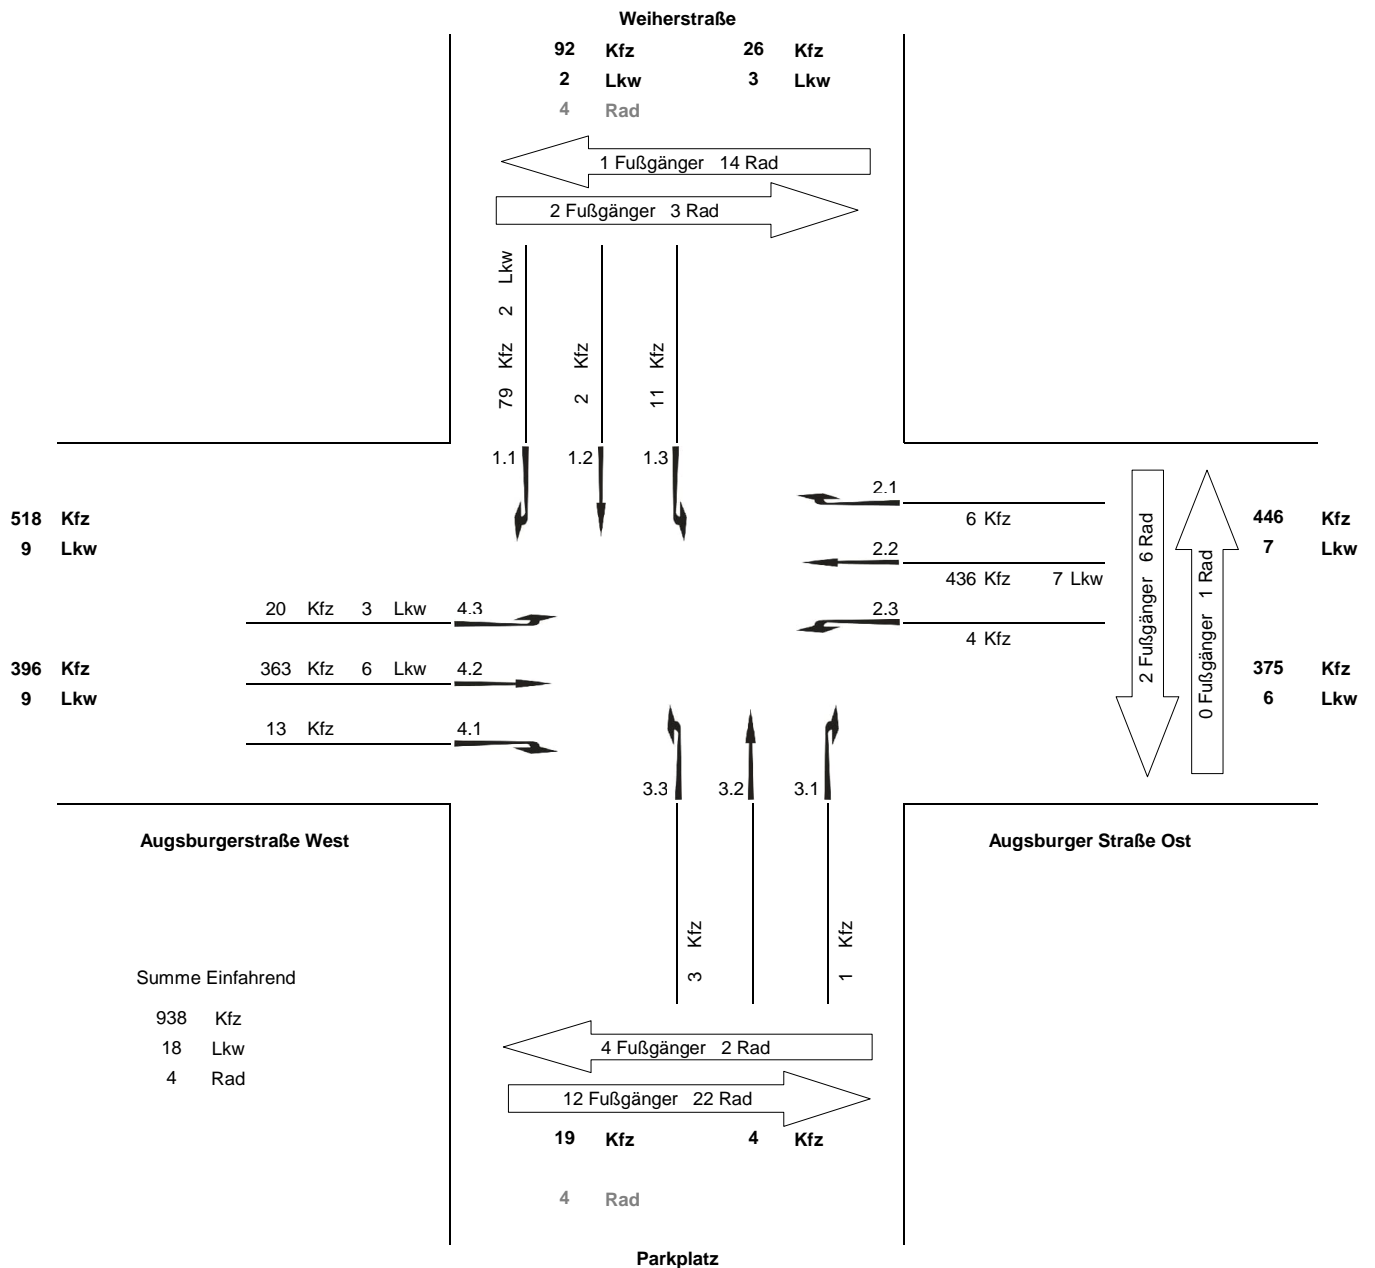 Weiherstraße
92 Kfz 26 Kfz
2 Lkw 3 Lkw
4 Rad
1 Fußgänger 14 Rad
2 Fußgänger 3 Rad
79 Kfz 2 Lkw
2 Kfz
11 Kfz
1.1 1.2 1.3
2.1
6 Kfz
2.2
436 Kfz 7 Lkw
2.3
4 Kfz
2 Fußgänger 6 Rad
0 Fußgänger 1 Rad
446 Kfz
7 Lkw
375 Kfz
6 Lkw
518 Kfz
9 Lkw
20 Kfz 3 Lkw 4.3
396 Kfz
9 Lkw
363 Kfz 6 Lkw 4.2
13 Kfz 4.1
3.3 3.2 3.1
Augsburgerstraße West
Augsburger Straße Ost
3 Kfz
1 Kfz
Summe Einfahrend
938 Kfz
18 Lkw
4 Rad
4 Fußgänger 2 Rad
12 Fußgänger 22 Rad
19 Kfz 4 Kfz
4 Rad
Parkplatz